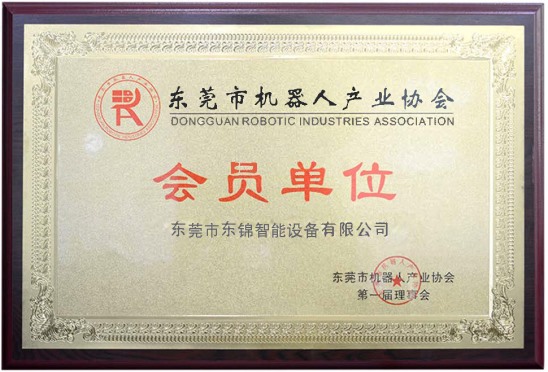 东莞市机器人产业协会
DONGGUAN ROBOTIC INDUSTRIES ASSOCIATION
会员单位
东莞市东锦智能设备有限公司
东莞市机器人产业协会
第一届理事会